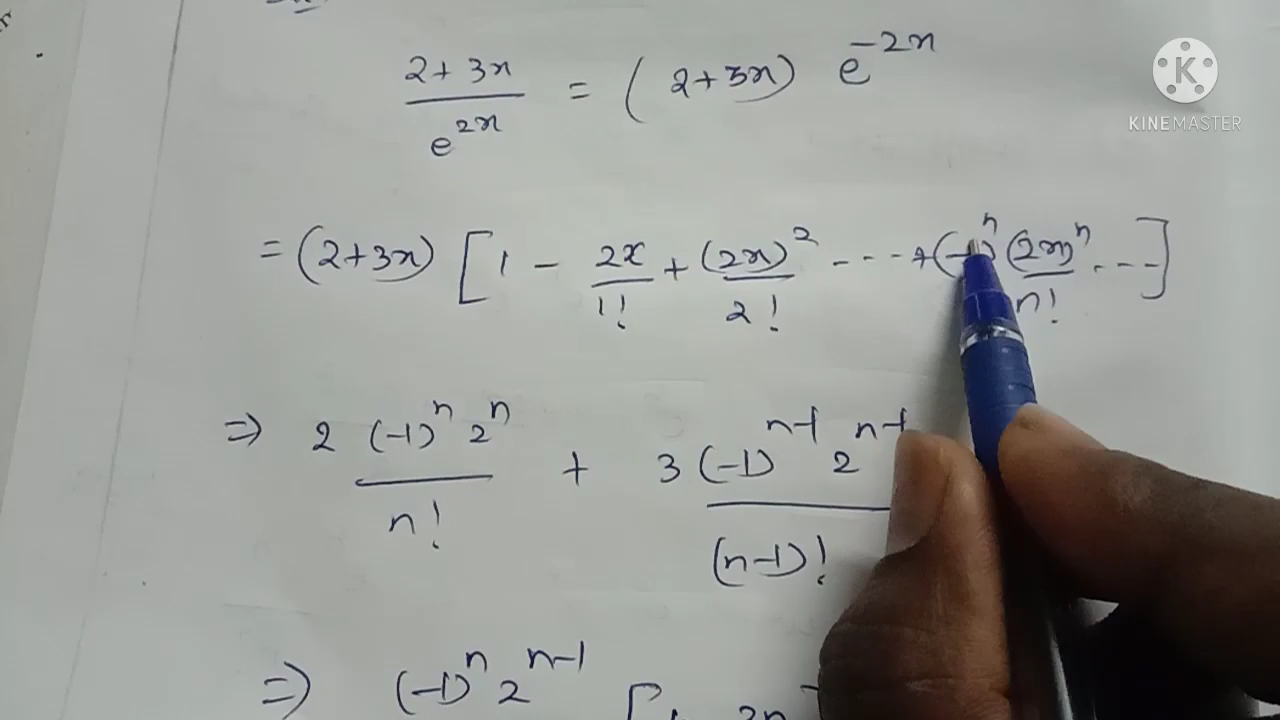 (2+3x)/e^{2x} = (2+3x) e^{-2x}
KINEMASTER
= (2+3x) [ 1 - 2x/1! + (2x)^2/2! ---- +(-1)^n (2x)^n/n! ---]
⇒ 2 (-1)^n 2^n/n! + 3 (-1)^{n-1} 2^{n-1}/(n-1)!
⇒ (-1)^n 2^{n-1} [